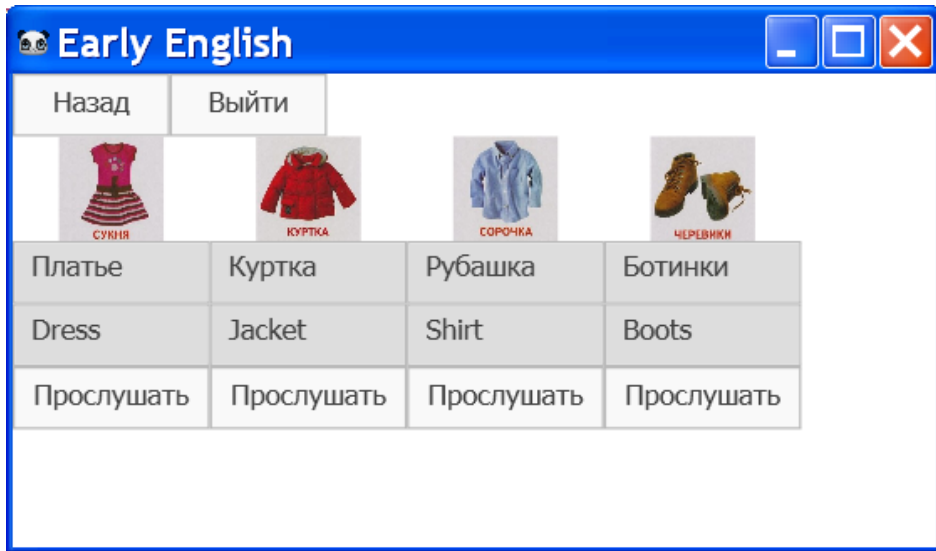 Early English
Назад Выйти
СУКНЯ КУРТКА СОРОЧКА ЧЕРЕВИКИ
Платье Куртка Рубашка Ботинки
Dress Jacket Shirt Boots
Прослушать Прослушать Прослушать Прослушать